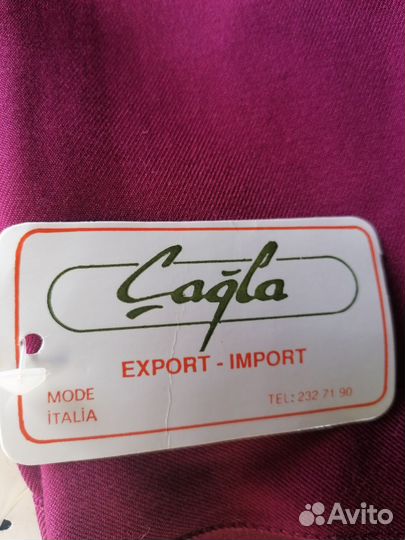 Çağla
EXPORT - IMPORT
MODE
İTALİA
TEL: 232 71 90
Avito